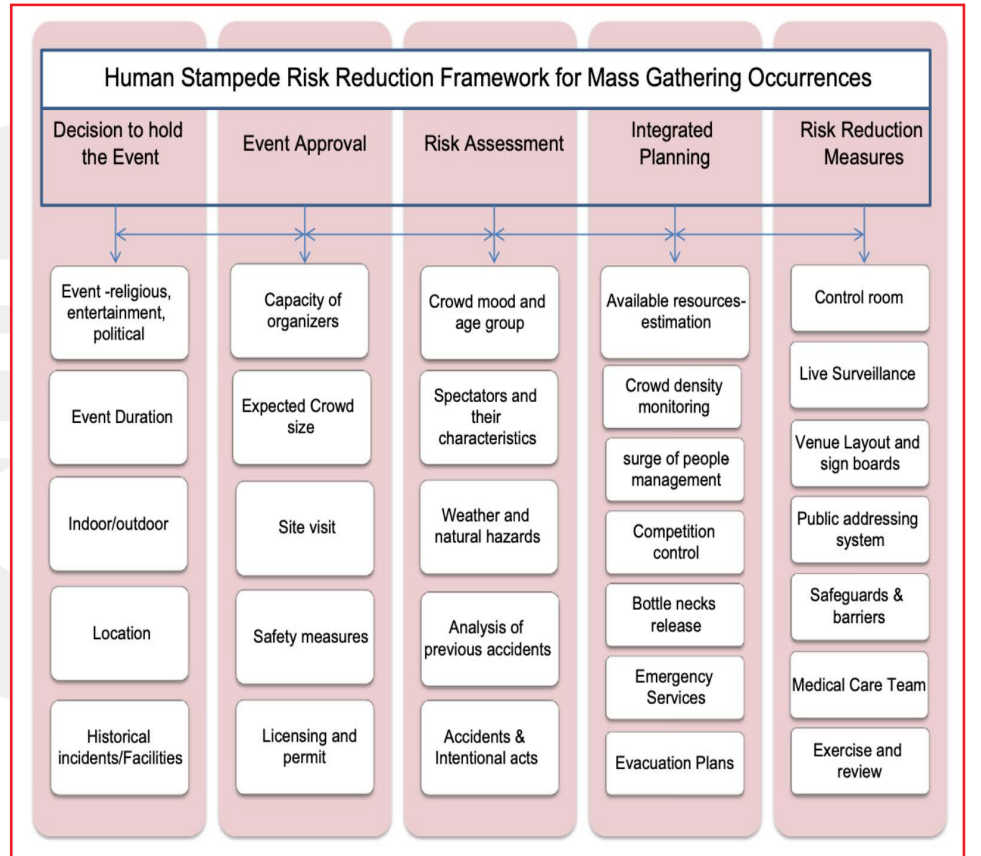 Human Stampede Risk Reduction Framework for Mass Gathering Occurrences
Decision to hold
the Event
Event Approval
Risk Assessment
Integrated
Planning
Risk Reduction
Measures
Event -religious,
entertainment,
political
Event Duration
Indoor/outdoor
Location
Historical
incidents/Facilities
Capacity of
organizers
Expected Crowd
size
Site visit
Safety measures
Licensing and
permit
Crowd mood and
age group
Spectators and
their
characteristics
Weather and
natural hazards
Analysis of
previous accidents
Accidents &
Intentional acts
Available resources-
estimation
Crowd density
monitoring
surge of people
management
Competition
control
Bottle necks
release
Emergency
Services
Evacuation Plans
Control room
Live Surveillance
Venue Layout and
sign boards
Public addressing
system
Safeguards &
barriers
Medical Care Team
Exercise and
review